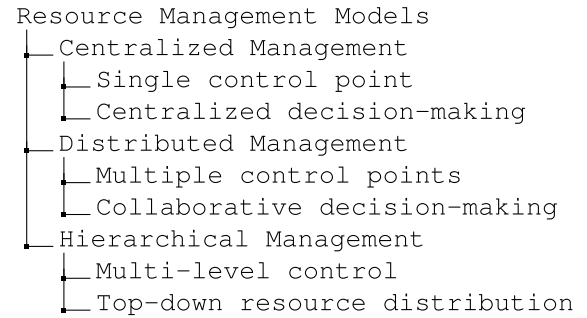 Resource Management Models
Centralized Management
Single control point
Centralized decision-making
Distributed Management
Multiple control points
Collaborative decision-making
Hierarchical Management
Multi-level control
Top-down resource distribution